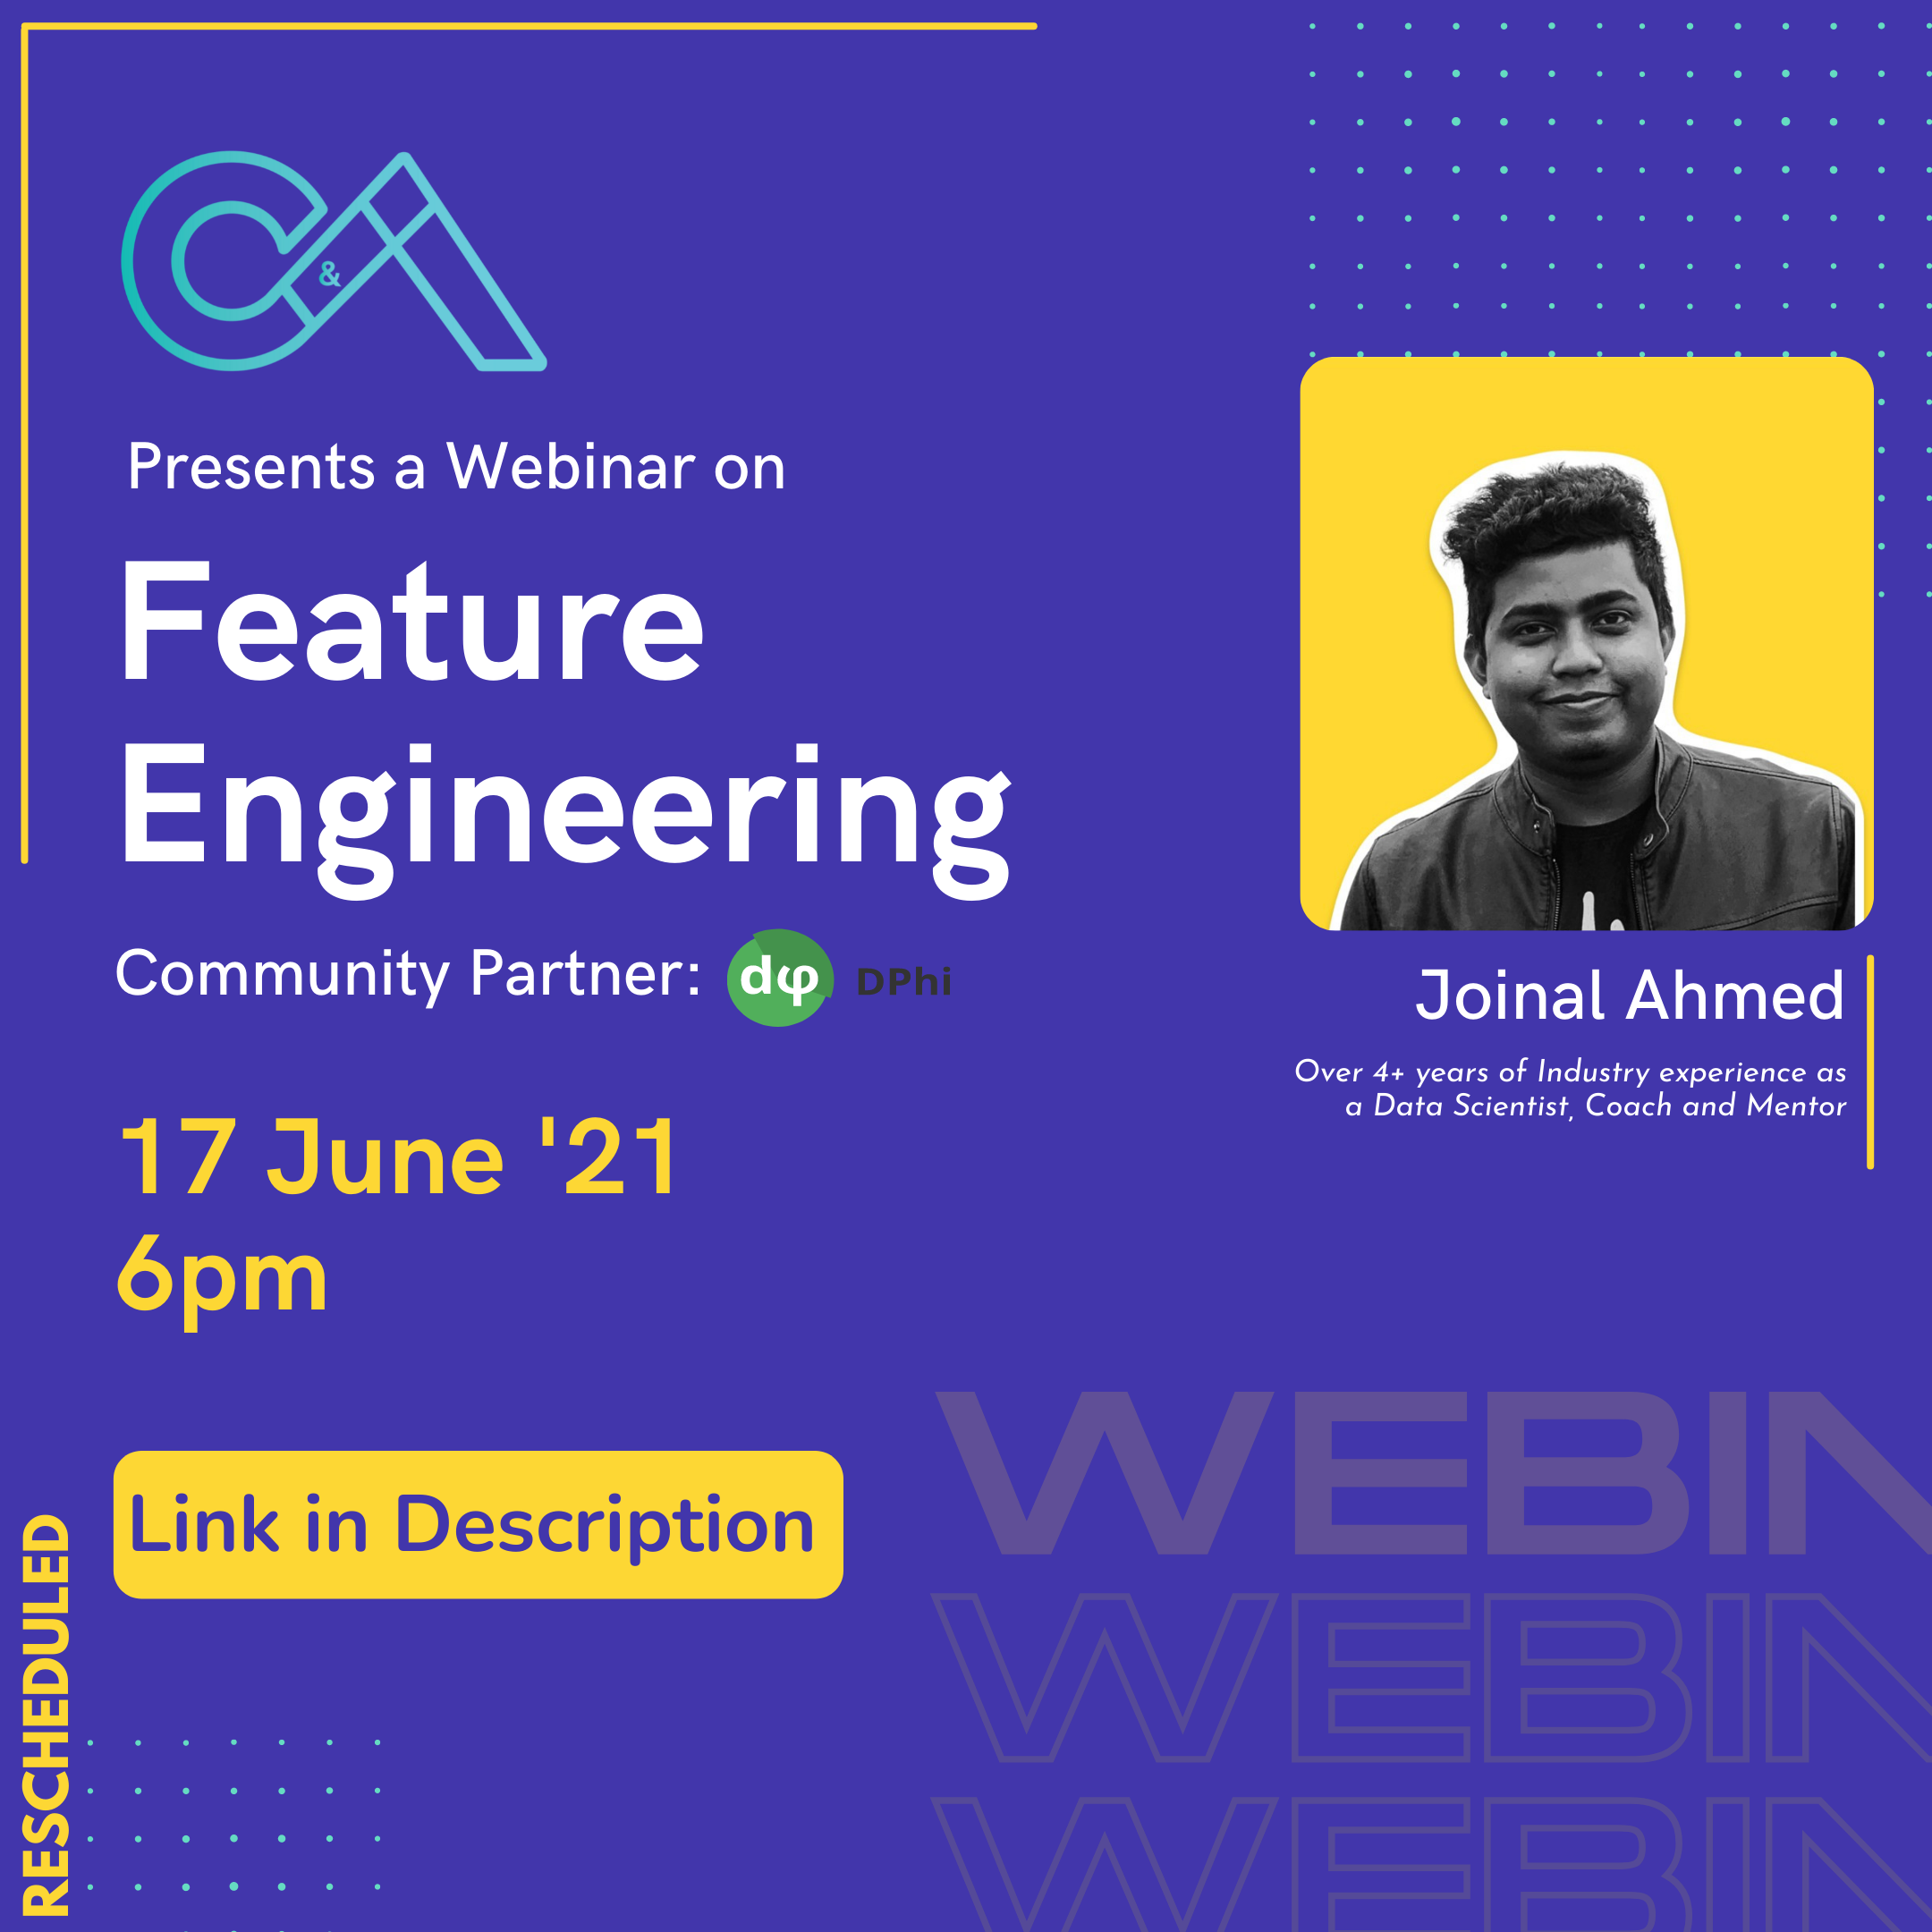 C&A
Presents a Webinar on
Feature
Engineering
Community Partner: dφ DPhi
17 June '21
6pm
Link in Description
RESCHEDULED
Joinal Ahmed
Over 4+ years of Industry experience as
a Data Scientist, Coach and Mentor
WEBIN
WEBIN
WEBIN